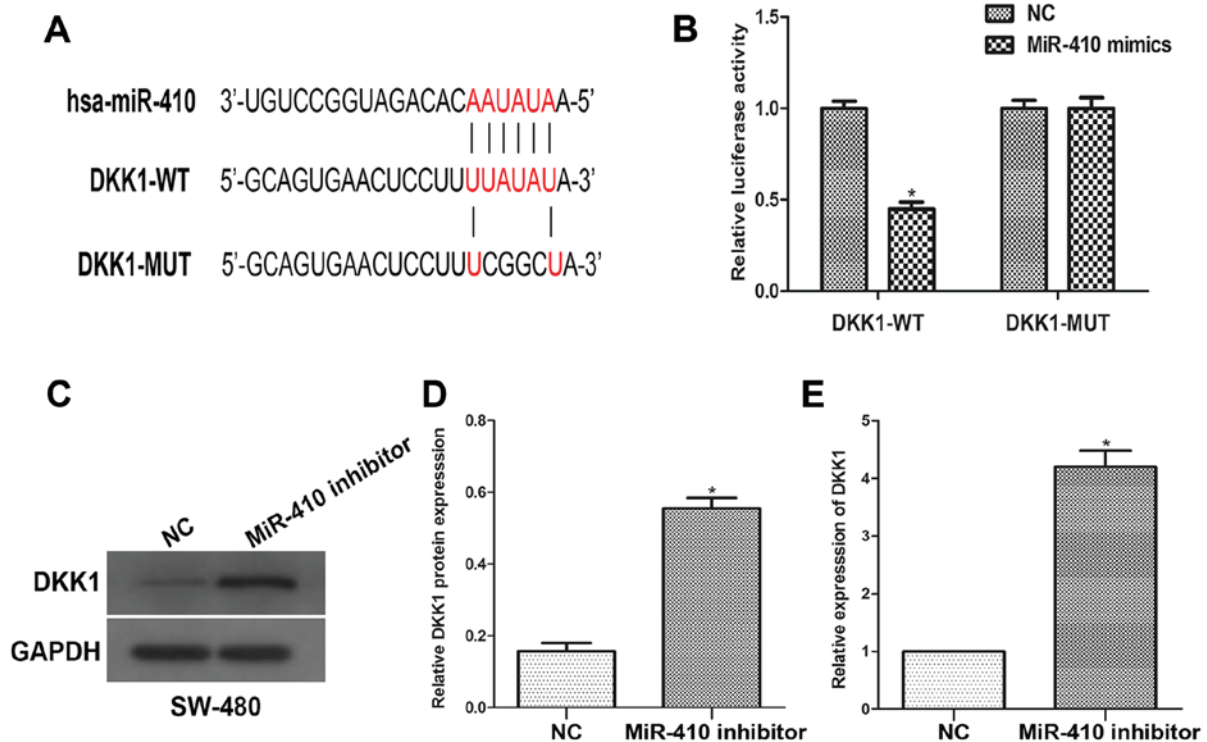 A
hsa-miR-410 3'-UGUCCGGUAGACACAAUAUAA-5'
DKK1-WT 5'-GCAGUGAACUCCUUUUAUAUA-3'
DKK1-MUT 5'-GCAGUGAACUCCUUUCGGCUA-3'
B
NC
MiR-410 mimics
Relative luciferase activity
1.5
1.0
0.5
0.0
*
DKK1-WT DKK1-MUT
C
NC MiR-410 inhibitor
DKK1
GAPDH
SW-480
D
Relative DKK1 protein expresssion
0.8
0.6
0.4
0.2
0.0
*
NC MiR-410 inhibitor
E
Relative expresssion of DKK1
5
4
3
2
1
0
*
NC MiR-410 inhibitor